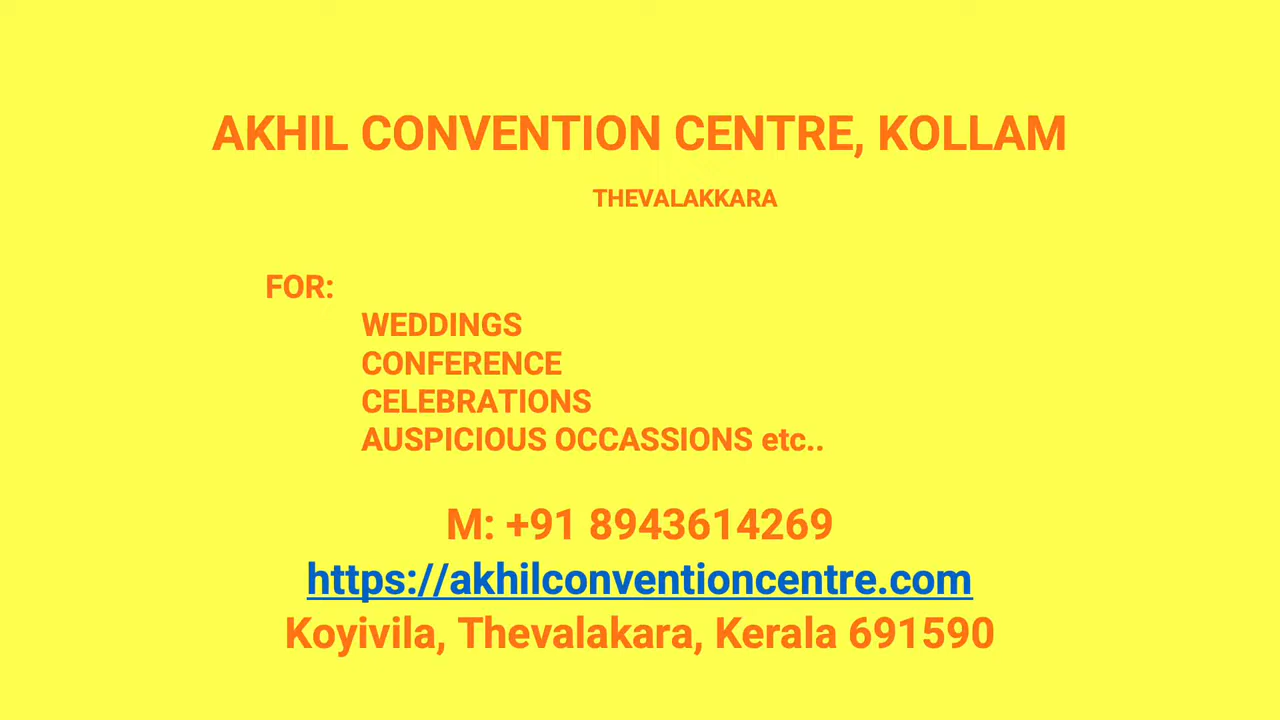 AKHIL CONVENTION CENTRE, KOLLAM
THEVALAKKARA
FOR:
WEDDINGS
CONFERENCE
CELEBRATIONS
AUSPICIOUS OCCASSIONS etc..
M: +91 8943614269
https://akhilconventioncentre.com
Koyivila, Thevalakara, Kerala 691590